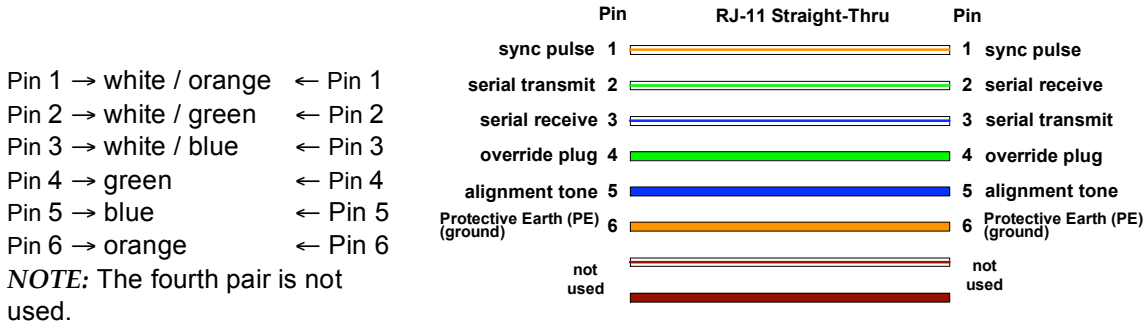 Pin 1 → white / orange ← Pin 1
Pin 2 → white / green ← Pin 2
Pin 3 → white / blue ← Pin 3
Pin 4 → green ← Pin 4
Pin 5 → blue ← Pin 5
Pin 6 → orange ← Pin 6
NOTE: The fourth pair is not
used.
Pin RJ-11 Straight-Thru Pin
sync pulse 1 1 sync pulse
serial transmit 2 2 serial receive
serial receive 3 3 serial transmit
override plug 4 4 override plug
alignment tone 5 5 alignment tone
Protective Earth (PE) 6 6 Protective Earth (PE)
(ground) (ground)
not not
used used